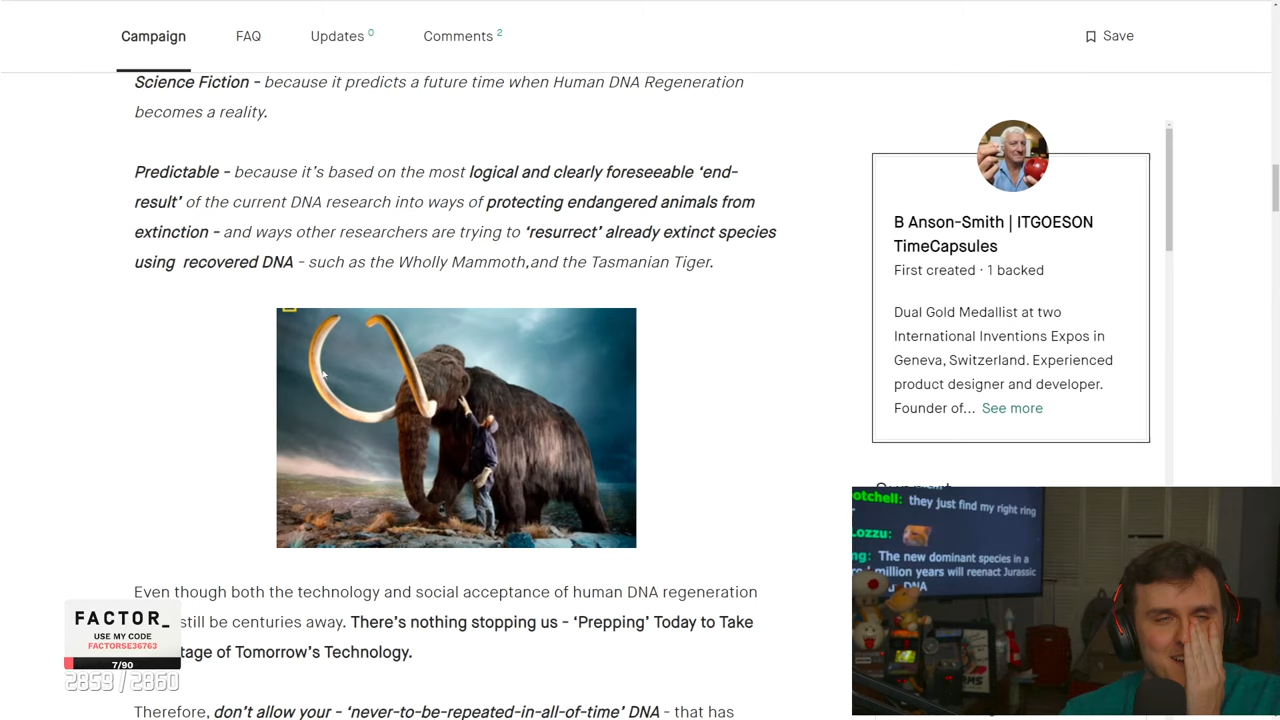 Campaign FAQ Updates 0 Comments 2 Save
Science Fiction - because it predicts a future time when Human DNA Regeneration
becomes a reality.
Predictable - because it's based on the most logical and clearly foreseeable 'end-
result' of the current DNA research into ways of protecting endangered animals from
extinction - and ways other researchers are trying to 'resurrect' already extinct species
using recovered DNA - such as the Wholly Mammoth,and the Tasmanian Tiger.
B Anson-Smith | ITGOESON
TimeCapsules
First created · 1 backed
Dual Gold Medallist at two
International Inventions Expos in
Geneva, Switzerland. Experienced
product designer and developer.
Founder of... See more
Even though both the technology and social acceptance of human DNA regeneration
still be centuries away. There's nothing stopping us - 'Prepping' Today to Take
tage of Tomorrow's Technology.
Therefore, don't allow your - 'never-to-be-repeated-in-all-of-time' DNA - that has
FACTOR_
USE MY CODE
FACTORSE36763
7/90
2859 / 2860
otchell: they just find my right ring
Lozzu:
ng: The new dominant species in a
million years will reenact Jurassic
DNA